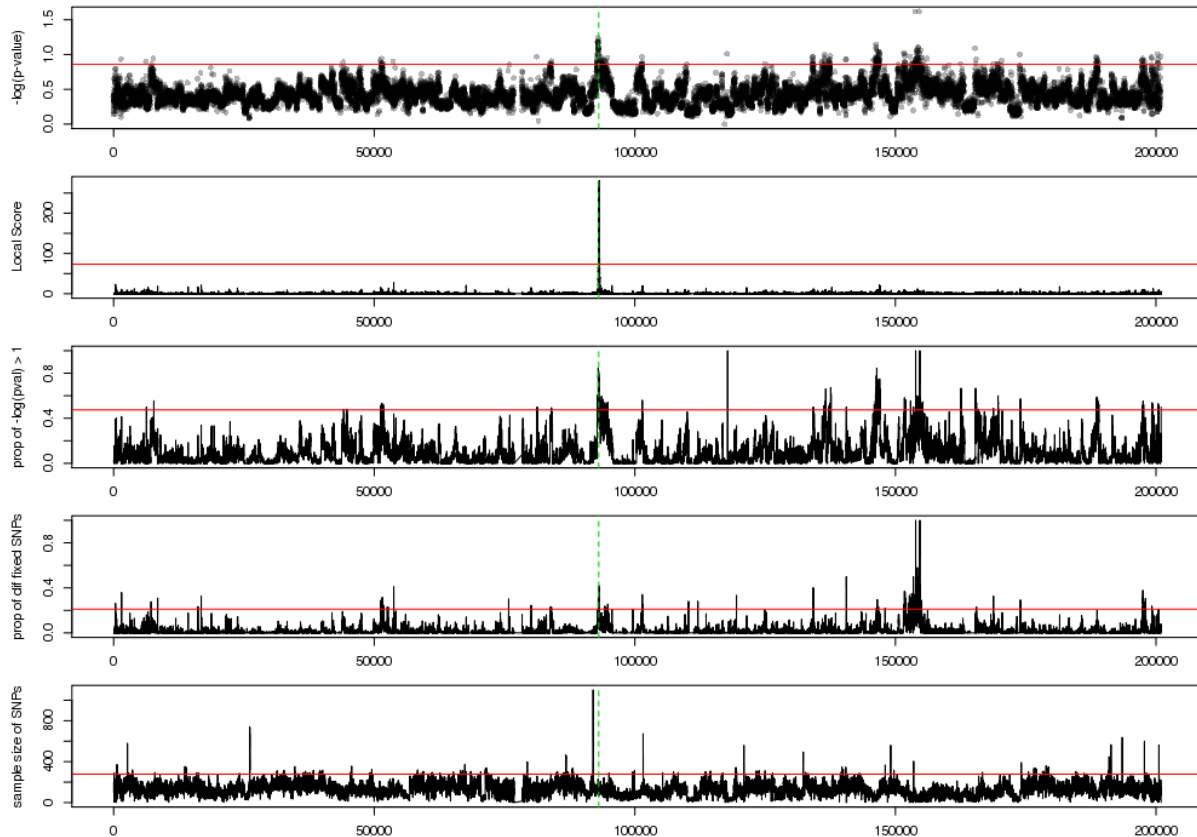 -log(p-value)
0.0 0.5 1.0 1.5
0 50000 100000 150000 200000
Local Score
0 100 200
0 50000 100000 150000 200000
prop of -log(pval) > 1
0.0 0.4 0.8
0 50000 100000 150000 200000
prop of dif fixed SNPs
0.0 0.4 0.8
0 50000 100000 150000 200000
sample size of SNPs
0 400 800
0 50000 100000 150000 200000